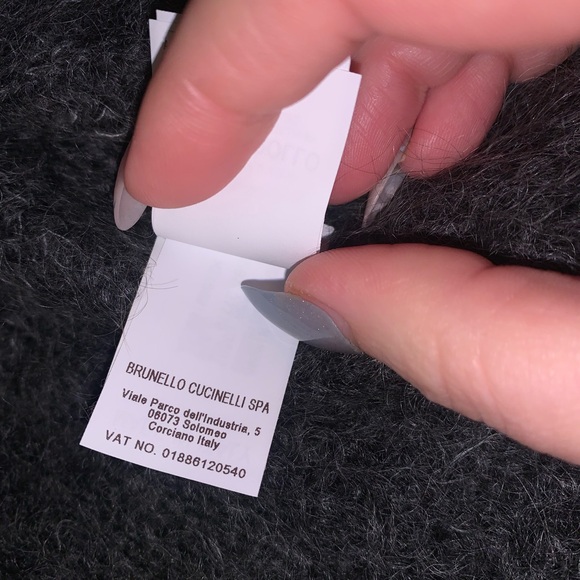 BRUNELLO CUCINELLI SPA
Viale Parco dell'Industria, 5
06073 Solomeo
Corciano Italy
VAT NO. 01886120540